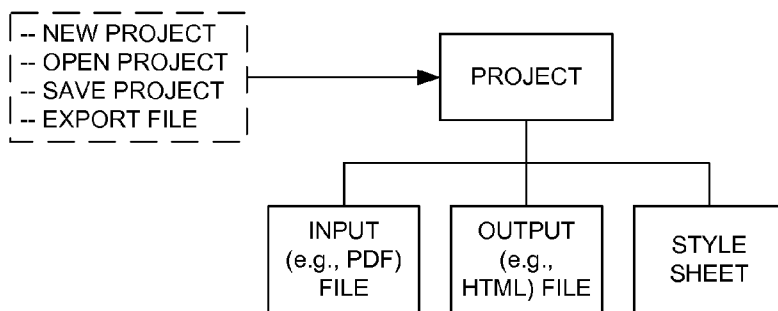 -- NEW PROJECT
-- OPEN PROJECT
-- SAVE PROJECT
-- EXPORT FILE
PROJECT
INPUT
(e.g., PDF)
FILE
OUTPUT
(e.g.,
HTML) FILE
STYLE
SHEET